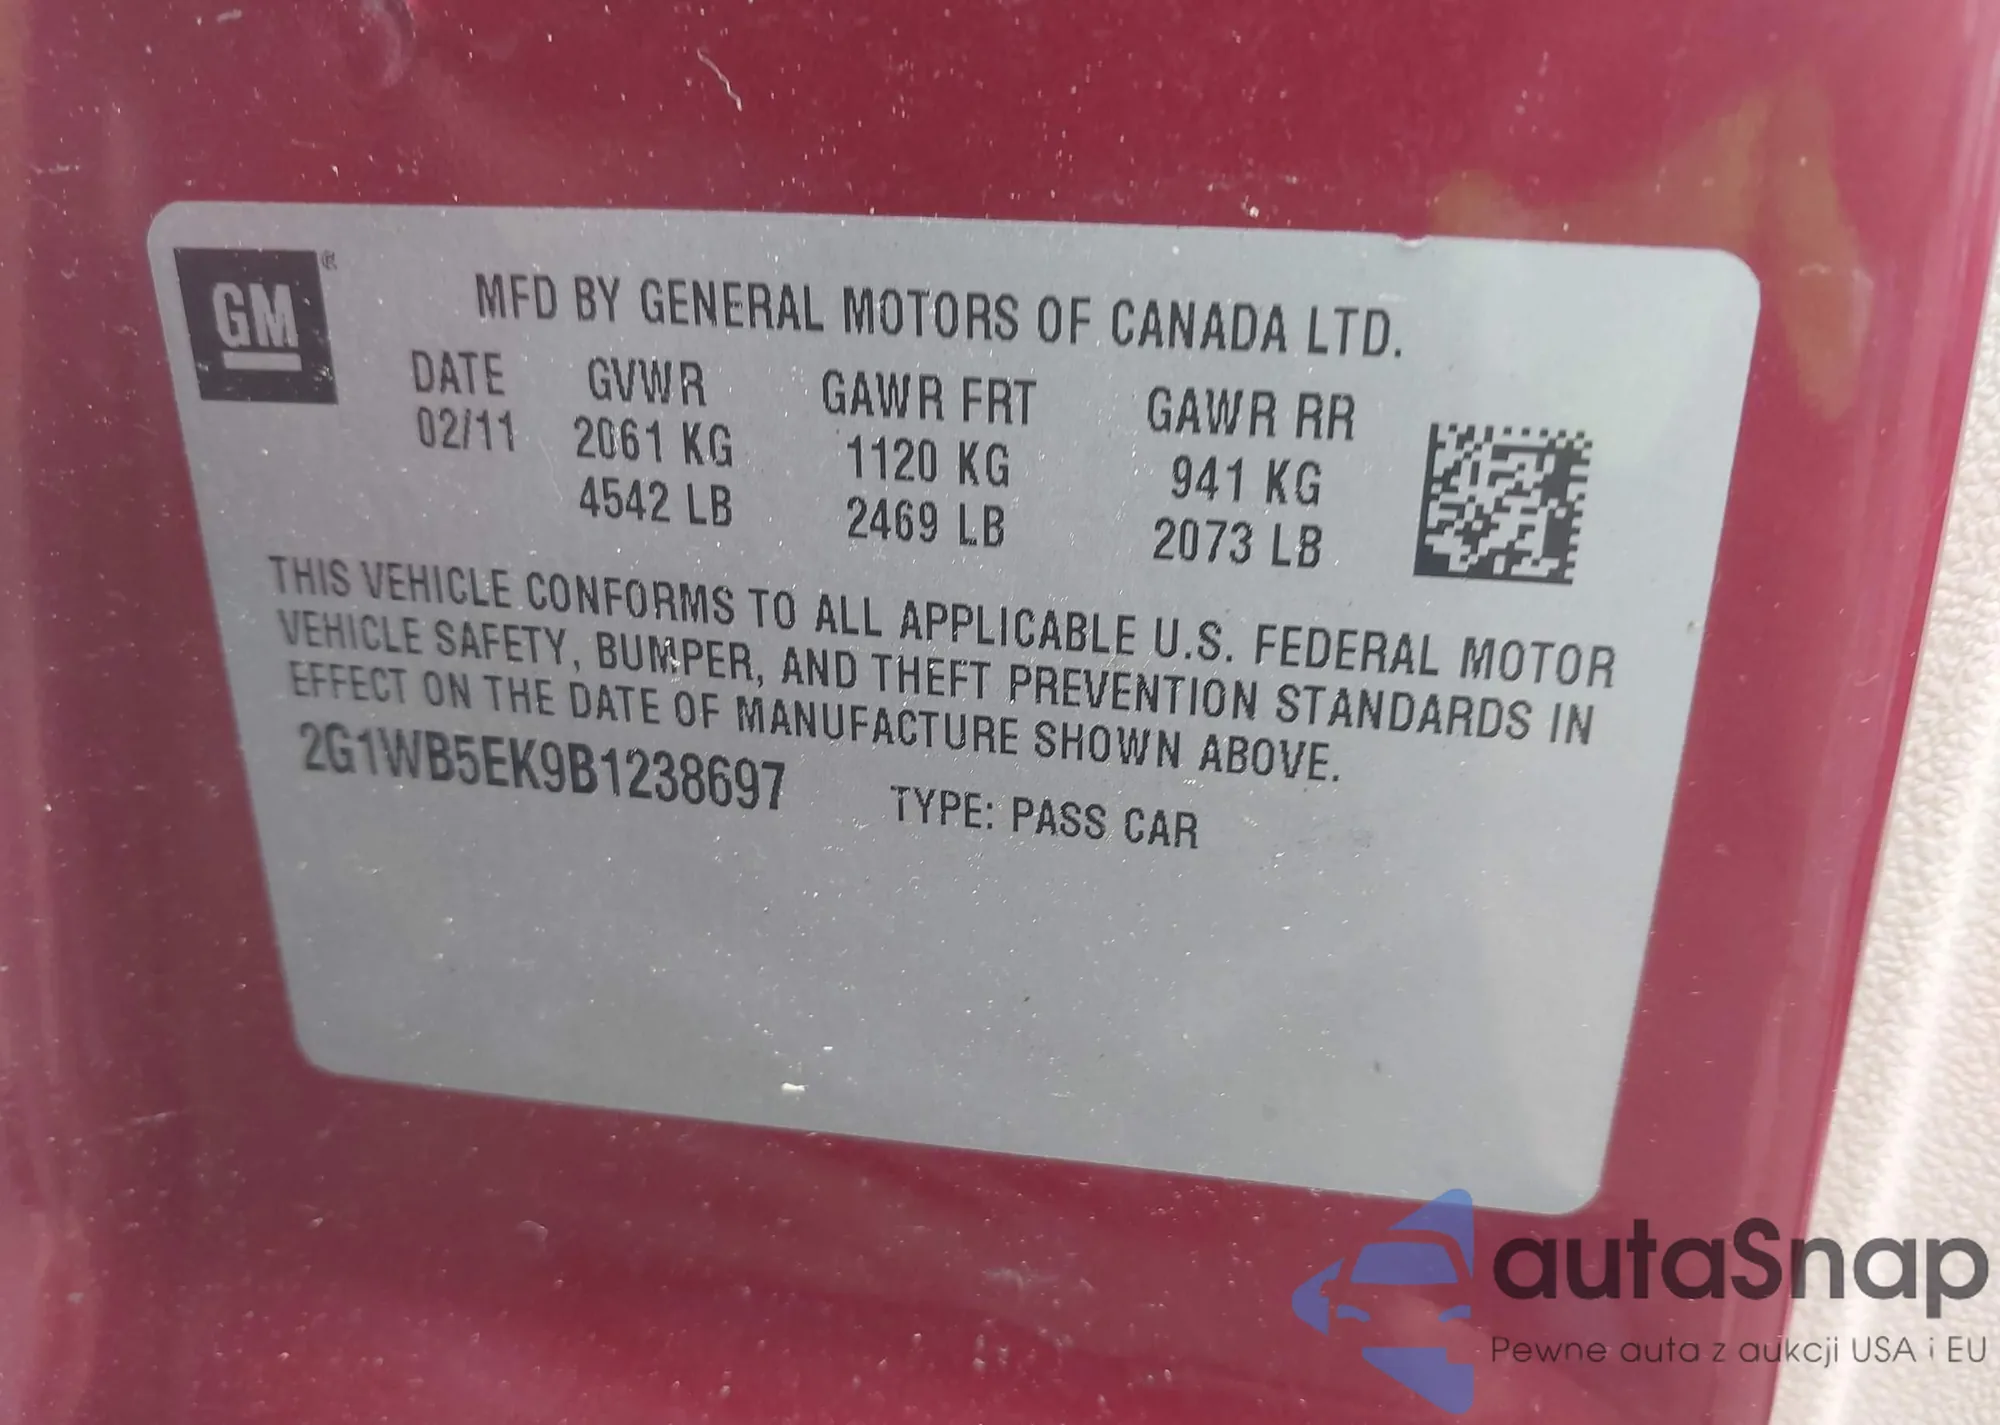 GM
MFD BY GENERAL MOTORS OF CANADA LTD.
DATE GVWR GAWR FRT GAWR RR
02/11 2061 KG 1120 KG 941 KG
4542 LB 2469 LB 2073 LB
THIS VEHICLE CONFORMS TO ALL APPLICABLE U.S. FEDERAL MOTOR
VEHICLE SAFETY, BUMPER, AND THEFT PREVENTION STANDARDS IN
EFFECT ON THE DATE OF MANUFACTURE SHOWN ABOVE.
2G1WB5EK9B1238697 TYPE: PASS CAR
autaSnap
Pewne auta z aukcji USA i EU